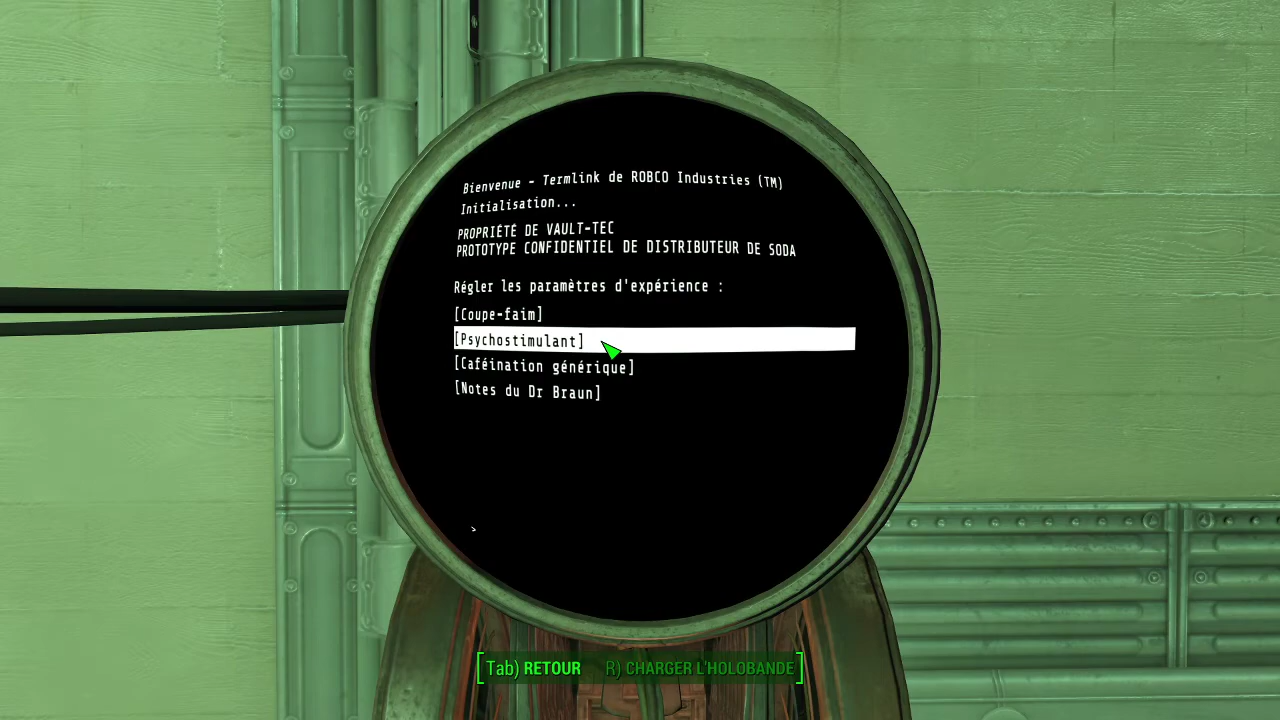 Bienvenue - Termlink de ROBCO Industries (TM)
Initialisation...
PROPRIÉTÉ DE VAULT-TEC
PROTOTYPE CONFIDENTIEL DE DISTRIBUTEUR DE SODA
Régler les paramètres d'expérience :
[Coupe-faim]
[Psychostimulant]
[Caféination générique]
[Notes du Dr Braun]
>
[Tab) RETOUR R) CHARGER L'HOLOBANDE]